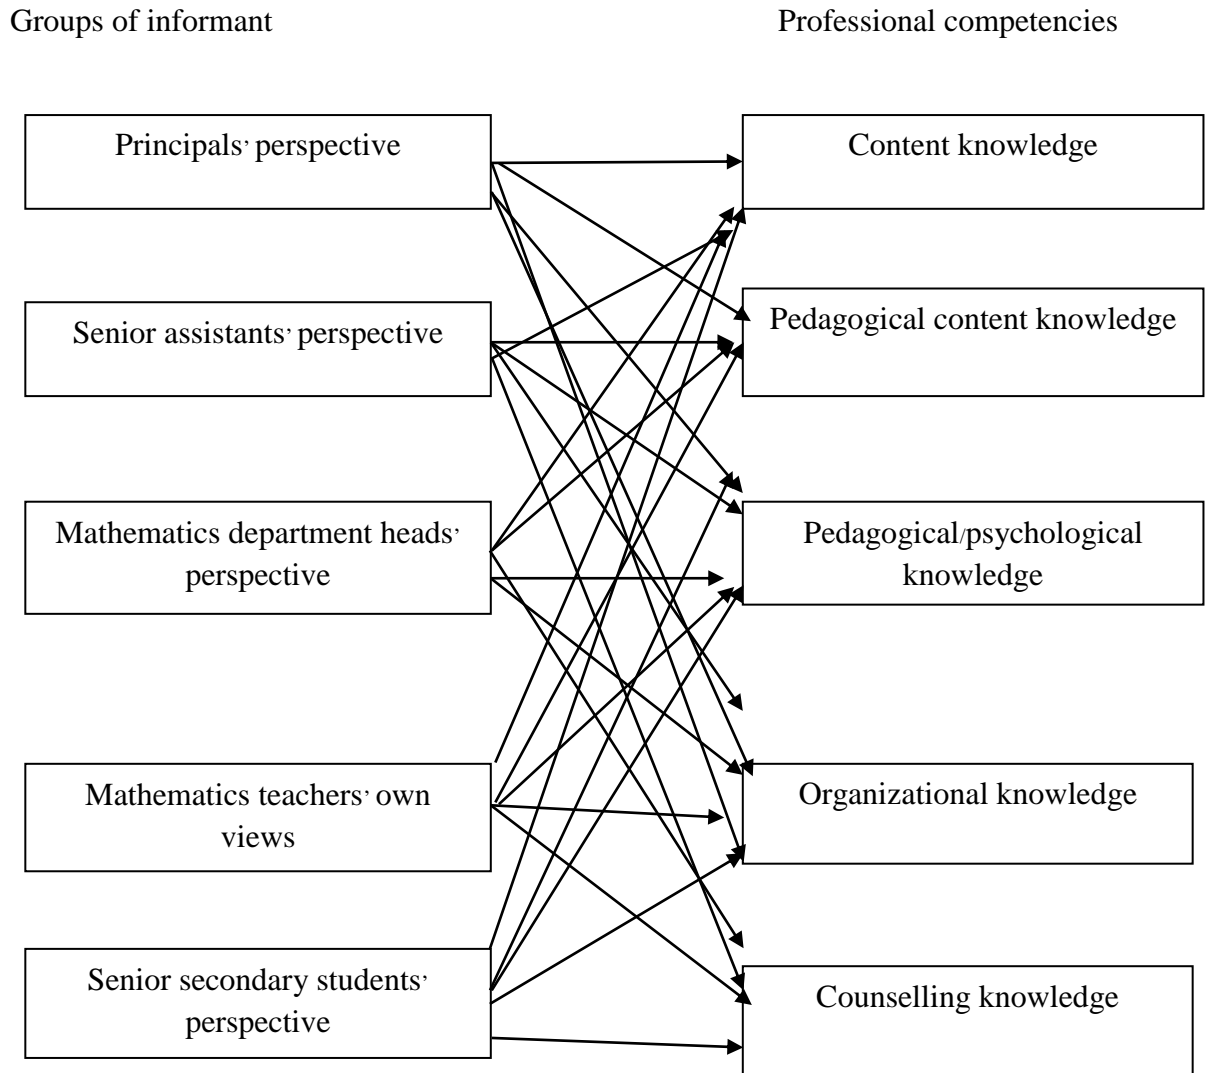 Groups of informant
Professional competencies
Principals’ perspective
Content knowledge
Senior assistants’ perspective
Pedagogical content knowledge
Mathematics department heads’
perspective
Pedagogical/psychological
knowledge
Mathematics teachers’ own
views
Organizational knowledge
Senior secondary students’
perspective
Counselling knowledge